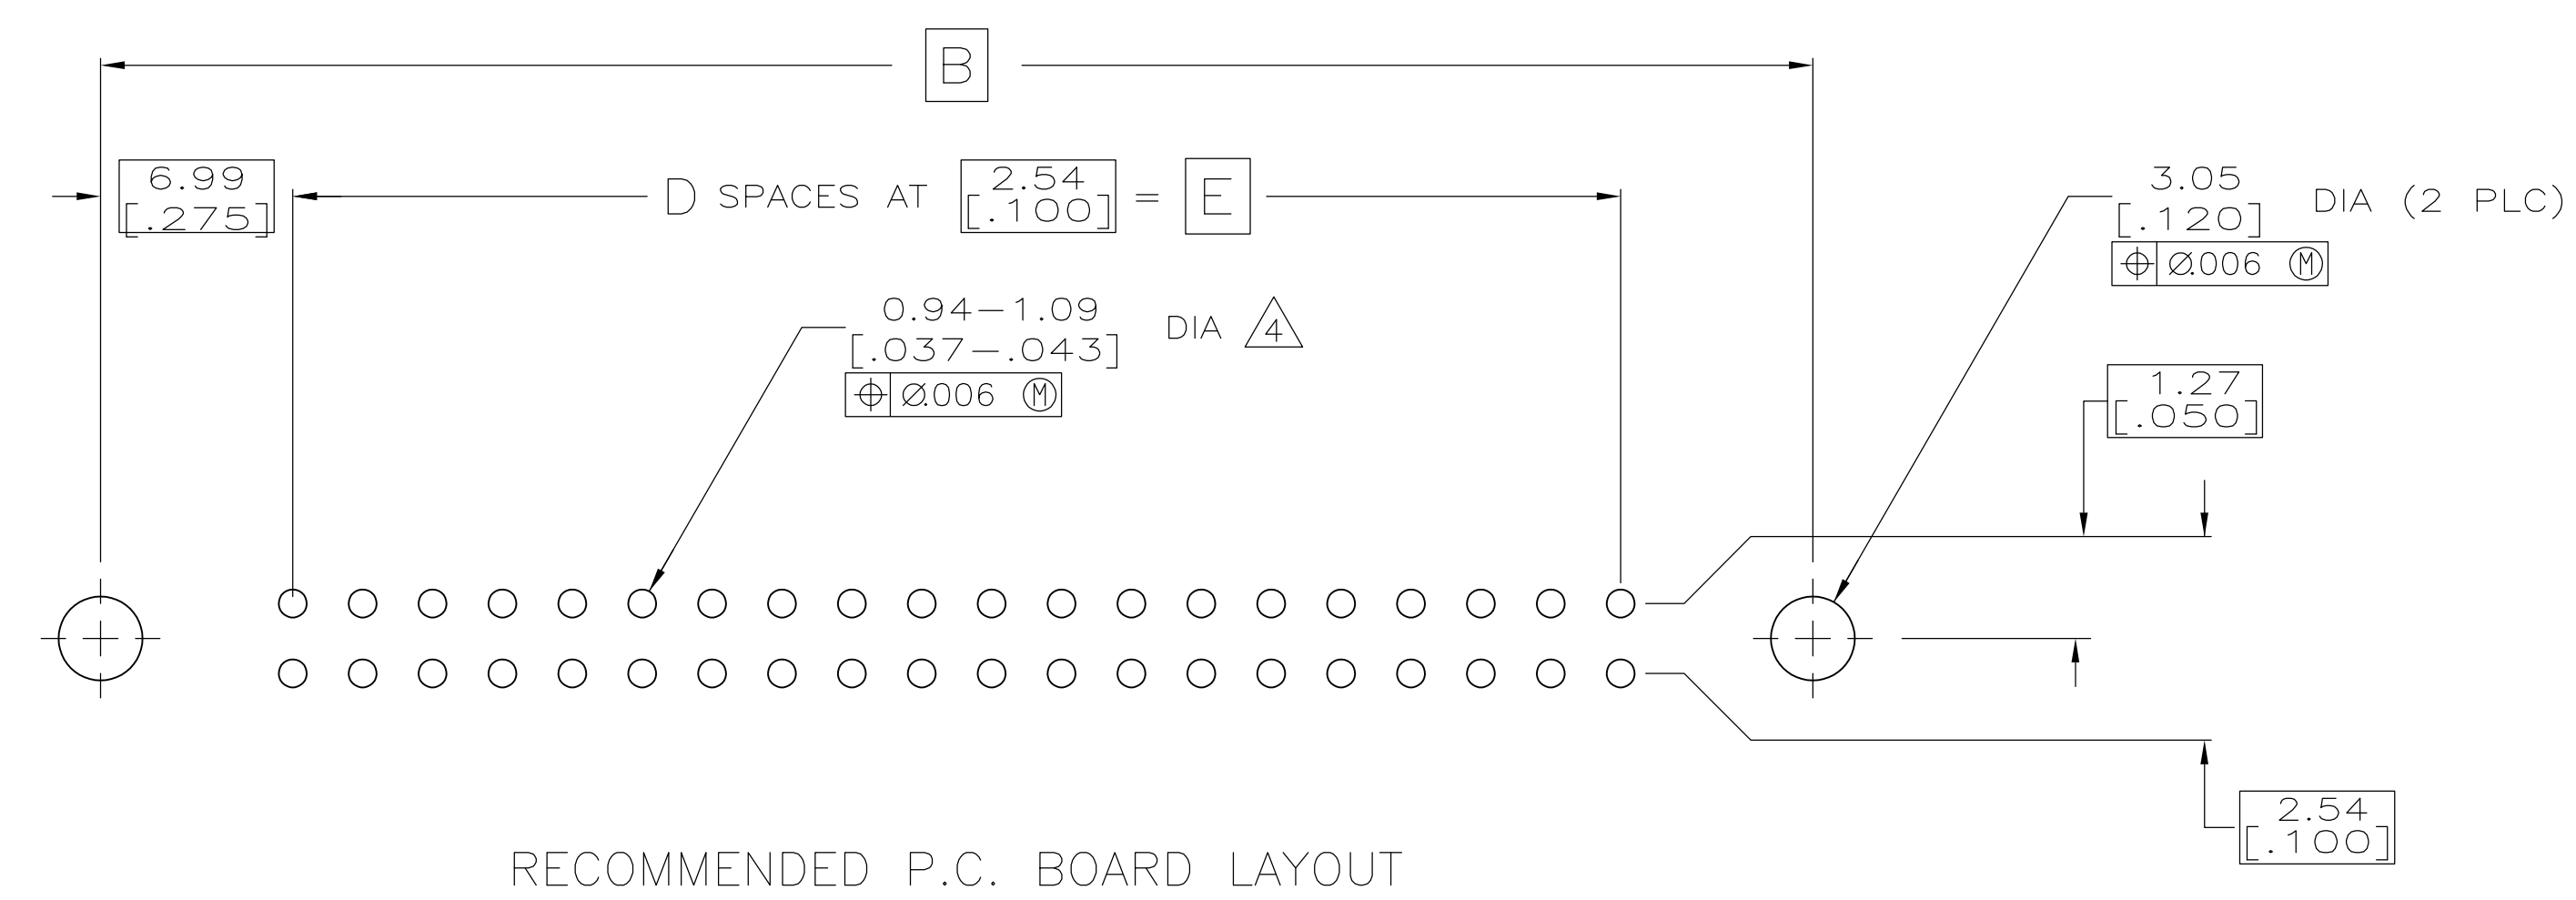 B
6.99
[.275]
D SPACES AT 2.54 [.100] = E
3.05
[.120] DIA (2 PLC)
⌖ Ø.006 Ⓜ
0.94-1.09
[.037-.043] DIA 4
⌖ Ø.006 Ⓜ
1.27
[.050]
2.54
[.100]
RECOMMENDED P.C. BOARD LAYOUT